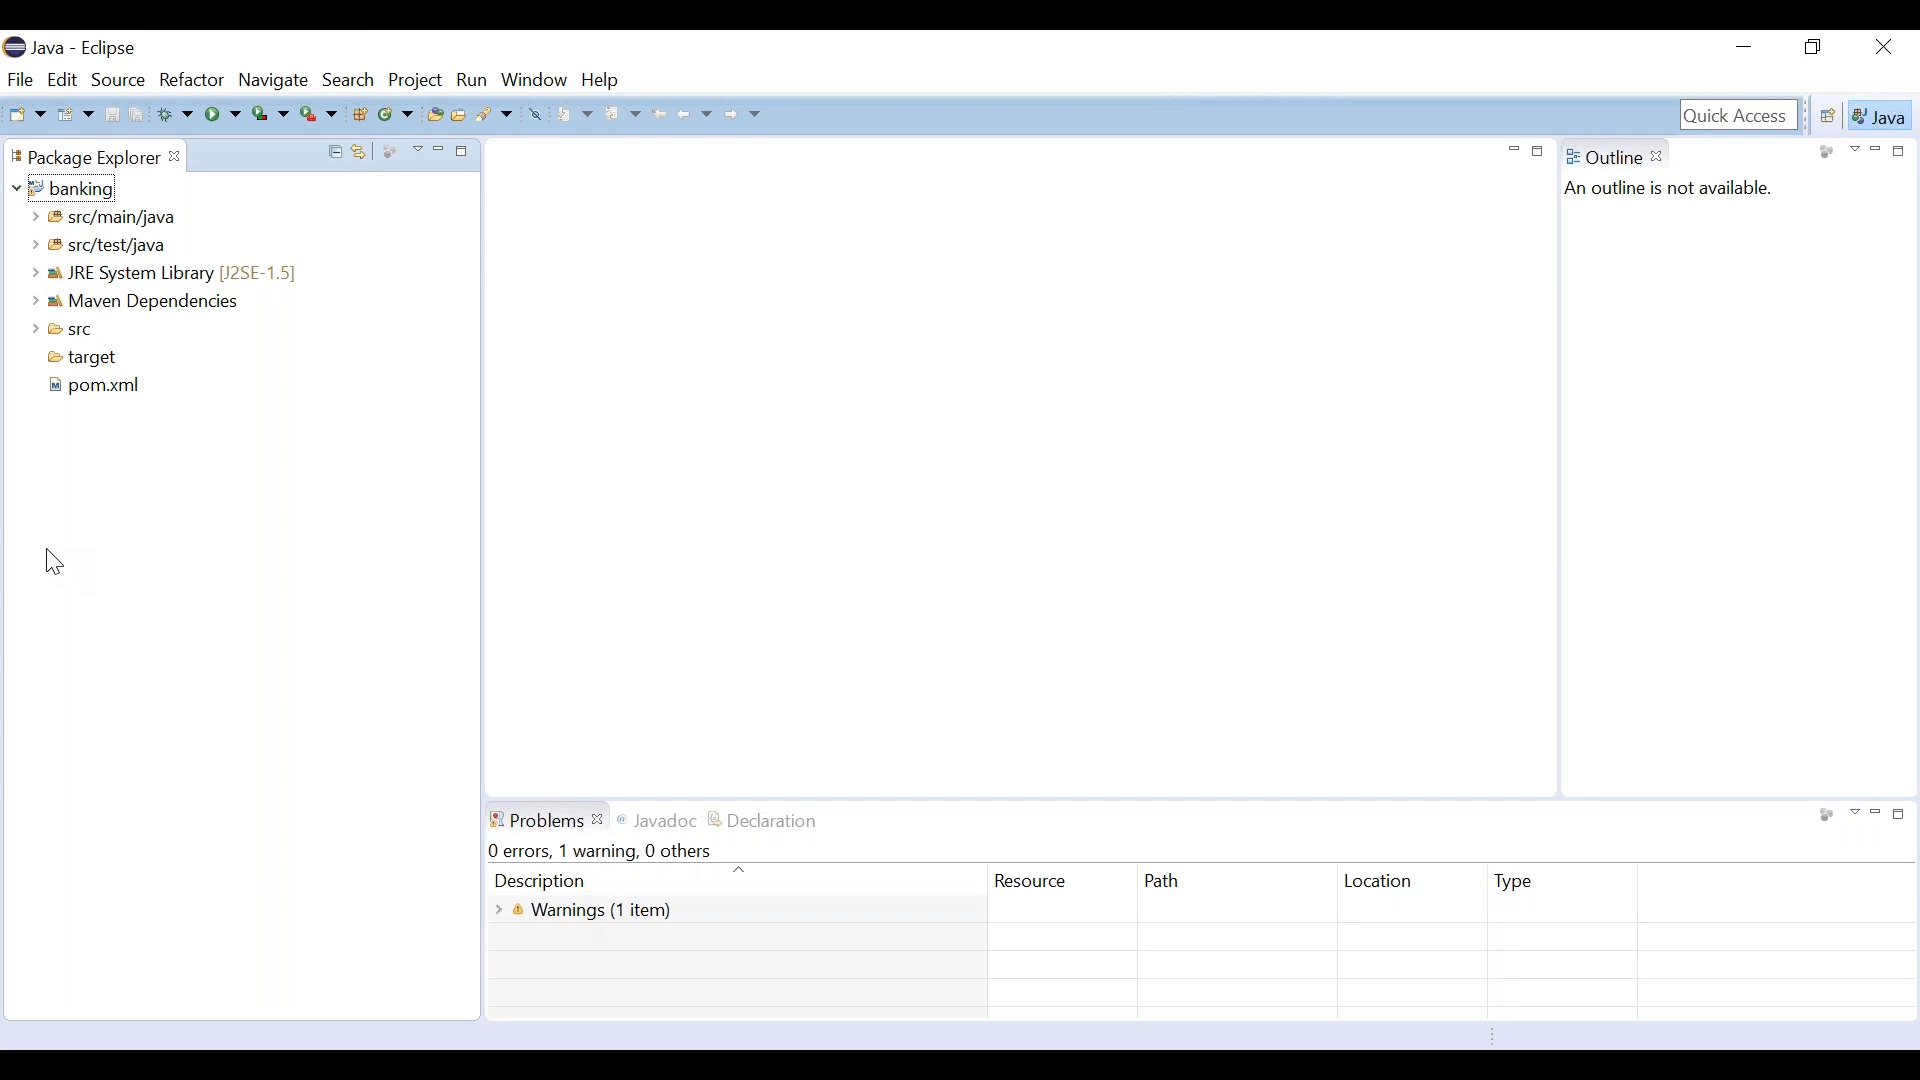 Java - Eclipse
File Edit Source Refactor Navigate Search Project Run Window Help
Quick Access
Java
Package Explorer
banking
src/main/java
src/test/java
JRE System Library [J2SE-1.5]
Maven Dependencies
src
target
pom.xml
Outline
An outline is not available.
Problems @ Javadoc Declaration
0 errors, 1 warning, 0 others
Description Resource Path Location Type
Warnings (1 item)